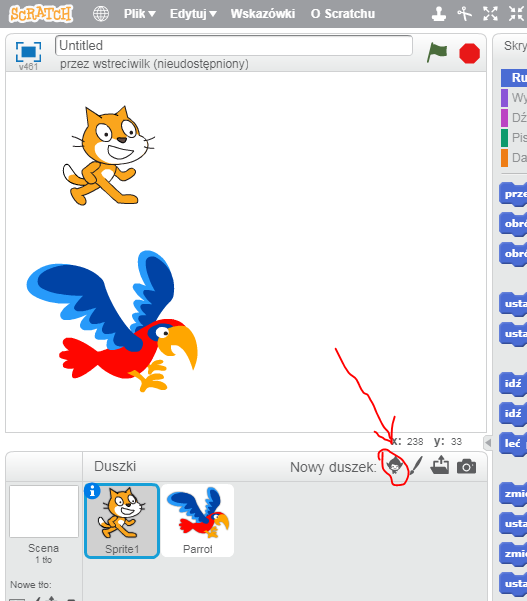 SCRATCH Plik Edytuj Wskazówki O Scratchu
Untitled
v461 przez wstreciwilk (nieudostępniony)
Skry
Ru
Wy
Dź
Pis
Da
prze
obró
obró
usta
usta
idź
idź
leć
zmie
usta
zmie
usta
x: 238 y: 33
Duszki Nowy duszek:
Sprite1 Parrot
Scena
1 tło
Nowe tło: